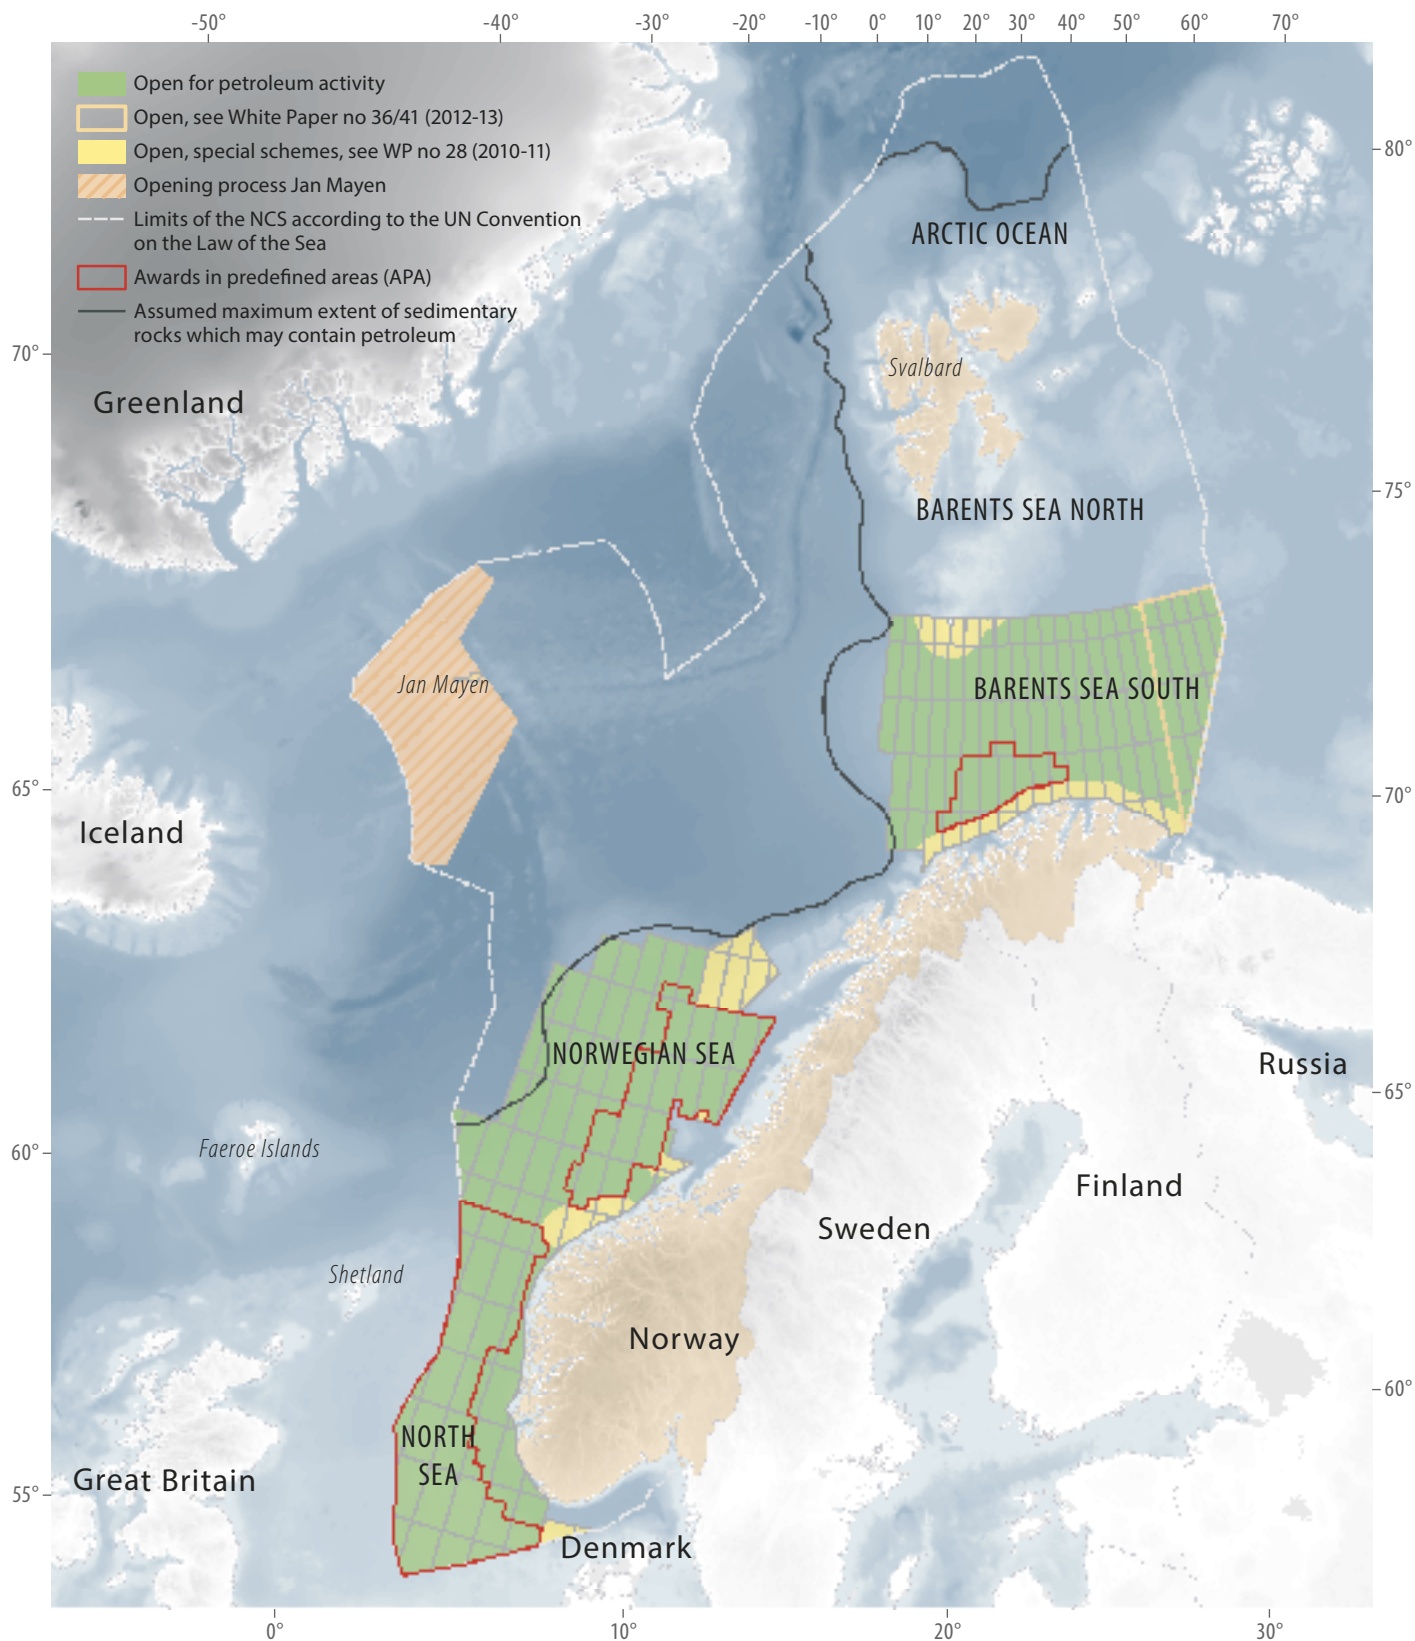 -50°
-40°
-30°
-20°
-10°
0°
10°
20°
30°
40°
50°
60°
70°
Open for petroleum activity
Open, see White Paper no 36/41 (2012-13)
Open, special schemes, see WP no 28 (2010-11)
Opening process Jan Mayen
Limits of the NCS according to the UN Convention
on the Law of the Sea
Awards in predefined areas (APA)
Assumed maximum extent of sedimentary
rocks which may contain petroleum
80°
ARCTIC OCEAN
70°
Svalbard
Greenland
75°
BARENTS SEA NORTH
Jan Mayen
BARENTS SEA SOUTH
65°
70°
Iceland
NORWEGIAN SEA
Russia
65°
Faeroe Islands
60°
Finland
Sweden
Shetland
Norway
60°
NORTH
SEA
Great Britain
55°
Denmark
0°
10°
20°
30°